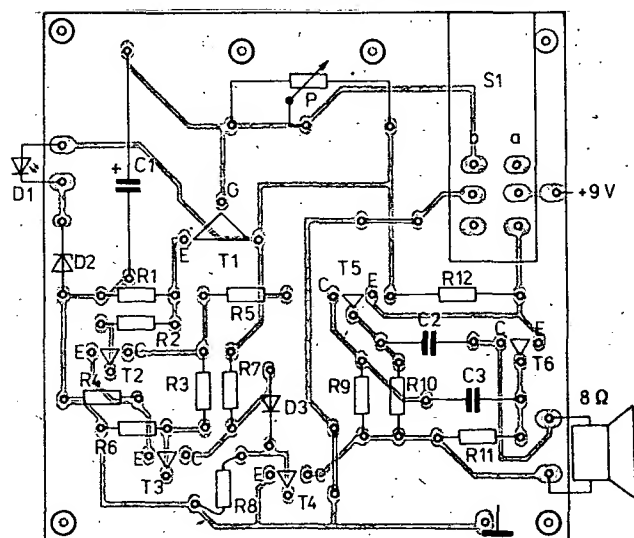 S1
P
b a
+
C1
D1
G
+9 V
E
T1
D2
R1
R5
T5
C
E
R12
R2
C2
C
E
E
T2
C
R4
R3
R7
D3
R9
R10
C3
T6
8 Ω
R6
R11
E
T3
C
R8
E
T4